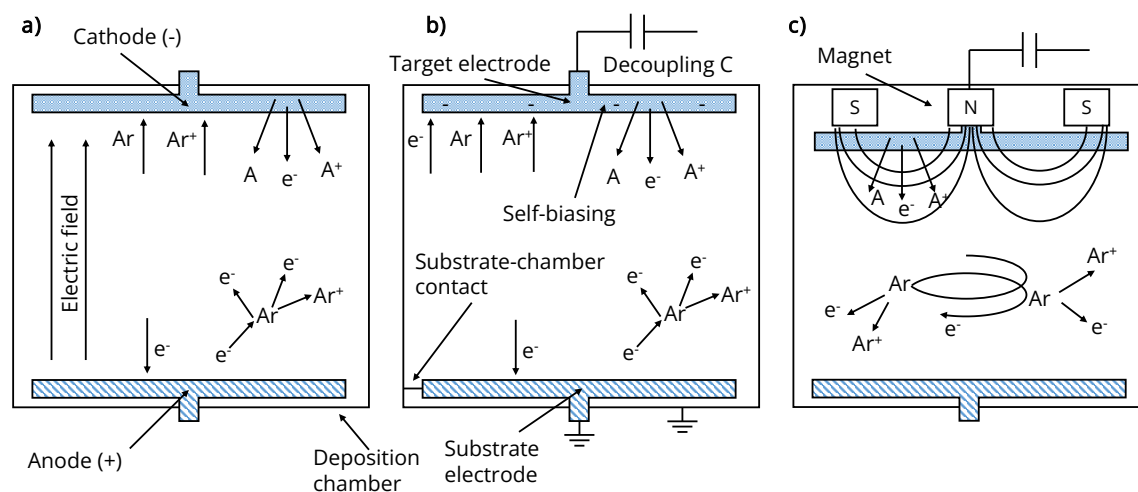 a)
Cathode (-)
Ar
Ar⁺
A
e⁻
A⁺
Electric field
e⁻
e⁻
e⁻
Ar
Ar⁺
e⁻
Anode (+)
Deposition
chamber
b)
Target electrode
Decoupling C
-
-
-
-
e⁻
Ar
Ar⁺
A
e⁻
A⁺
Self-biasing
Substrate-chamber
contact
e⁻
e⁻
e⁻
Ar
Ar⁺
e⁻
Substrate
electrode
c)
Magnet
S
N
S
A
e⁻
A⁺
Ar
e⁻
Ar⁺
e⁻
Ar
Ar⁺
e⁻